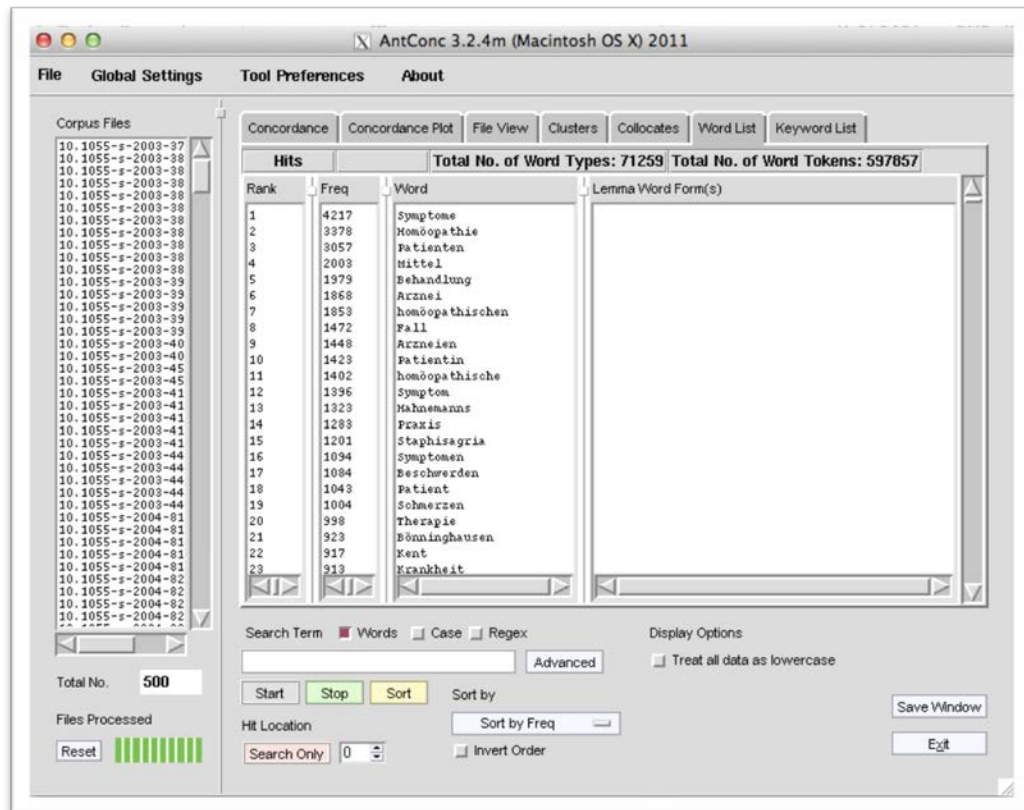 AntConc 3.2.4m (Macintosh OS X) 2011
File Global Settings Tool Preferences About
Corpus Files
10.1055-s-2003-37
10.1055-s-2003-38
10.1055-s-2003-38
10.1055-s-2003-38
10.1055-s-2003-38
10.1055-s-2003-38
10.1055-s-2003-38
10.1055-s-2003-38
10.1055-s-2003-38
10.1055-s-2003-38
10.1055-s-2003-38
10.1055-s-2003-39
10.1055-s-2003-39
10.1055-s-2003-39
10.1055-s-2003-39
10.1055-s-2003-39
10.1055-s-2003-40
10.1055-s-2003-40
10.1055-s-2003-45
10.1055-s-2003-45
10.1055-s-2003-41
10.1055-s-2003-41
10.1055-s-2003-41
10.1055-s-2003-41
10.1055-s-2003-44
10.1055-s-2003-44
10.1055-s-2003-44
10.1055-s-2003-44
10.1055-s-2004-81
10.1055-s-2004-81
10.1055-s-2004-81
10.1055-s-2004-81
10.1055-s-2004-81
10.1055-s-2004-82
10.1055-s-2004-82
10.1055-s-2004-82
10.1055-s-2004-82
Total No. 500
Files Processed
Reset
Concordance Concordance Plot File View Clusters Collocates Word List Keyword List
Hits Total No. of Word Types: 71259 Total No. of Word Tokens: 597857
Rank Freq Word Lemma Word Form(s)
1 4217 Symptome
2 3378 Homöopathie
3 3057 Patienten
4 2003 Mittel
5 1979 Behandlung
6 1868 Arznei
7 1853 homöopathischen
8 1472 Fall
9 1448 Arzneien
10 1423 Patientin
11 1402 homöopathische
12 1396 Symptom
13 1323 Hahnemanns
14 1283 Praxis
15 1201 Staphisagria
16 1094 Symptomen
17 1084 Beschwerden
18 1043 Patient
19 1004 Schmerzen
20 998 Therapie
21 923 Bönninghausen
22 917 Kent
23 913 Krankheit
Search Term Words Case Regex Display Options
Advanced Treat all data as lowercase
Start Stop Sort Sort by
Save Window
Hit Location Sort by Freq
Search Only 0 Invert Order Exit